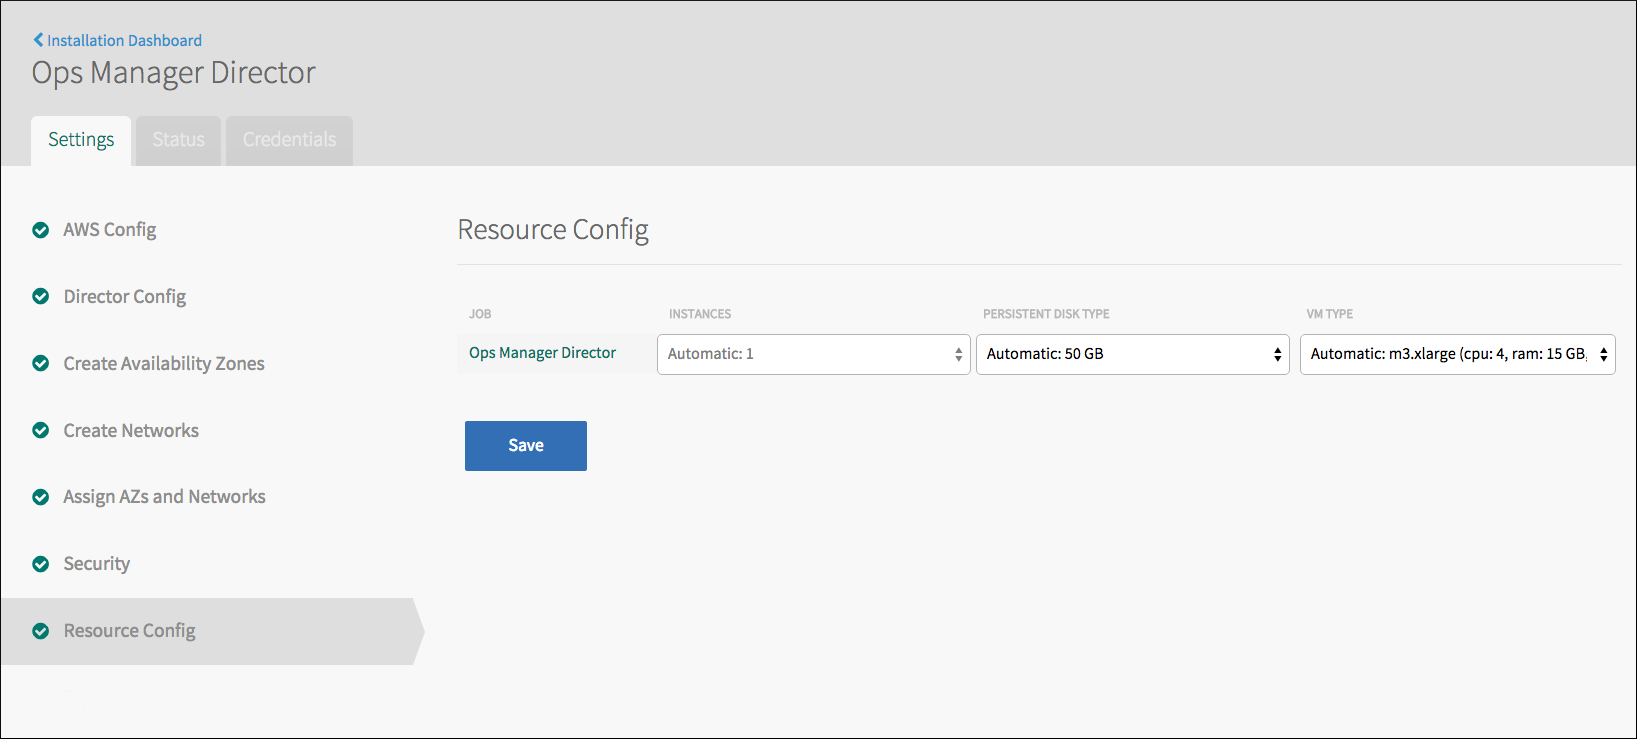 Installation Dashboard
Ops Manager Director
Settings Status Credentials
AWS Config
Director Config
Create Availability Zones
Create Networks
Assign AZs and Networks
Security
Resource Config
Resource Config
JOB INSTANCES PERSISTENT DISK TYPE VM TYPE
Ops Manager Director Automatic: 1 Automatic: 50 GB Automatic: m3.xlarge (cpu: 4, ram: 15 GB,
Save